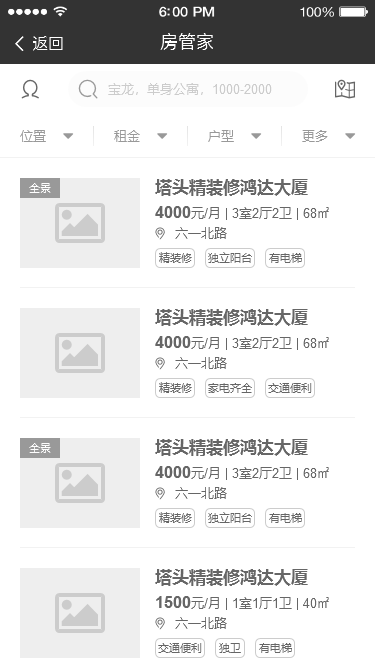 6:00 PM 100%
返回 房管家
宝龙，单身公寓，1000-2000
位置 租金 户型 更多
全景
塔头精装修鸿达大厦
4000元/月 | 3室2厅2卫 | 68㎡
六一北路
精装修 独立阳台 有电梯
塔头精装修鸿达大厦
4000元/月 | 3室2厅2卫 | 68㎡
六一北路
精装修 家电齐全 交通便利
全景
塔头精装修鸿达大厦
4000元/月 | 3室2厅2卫 | 68㎡
六一北路
精装修 独立阳台 有电梯
塔头精装修鸿达大厦
1500元/月 | 1室1厅1卫 | 40㎡
六一北路
交通便利 独卫 有电梯